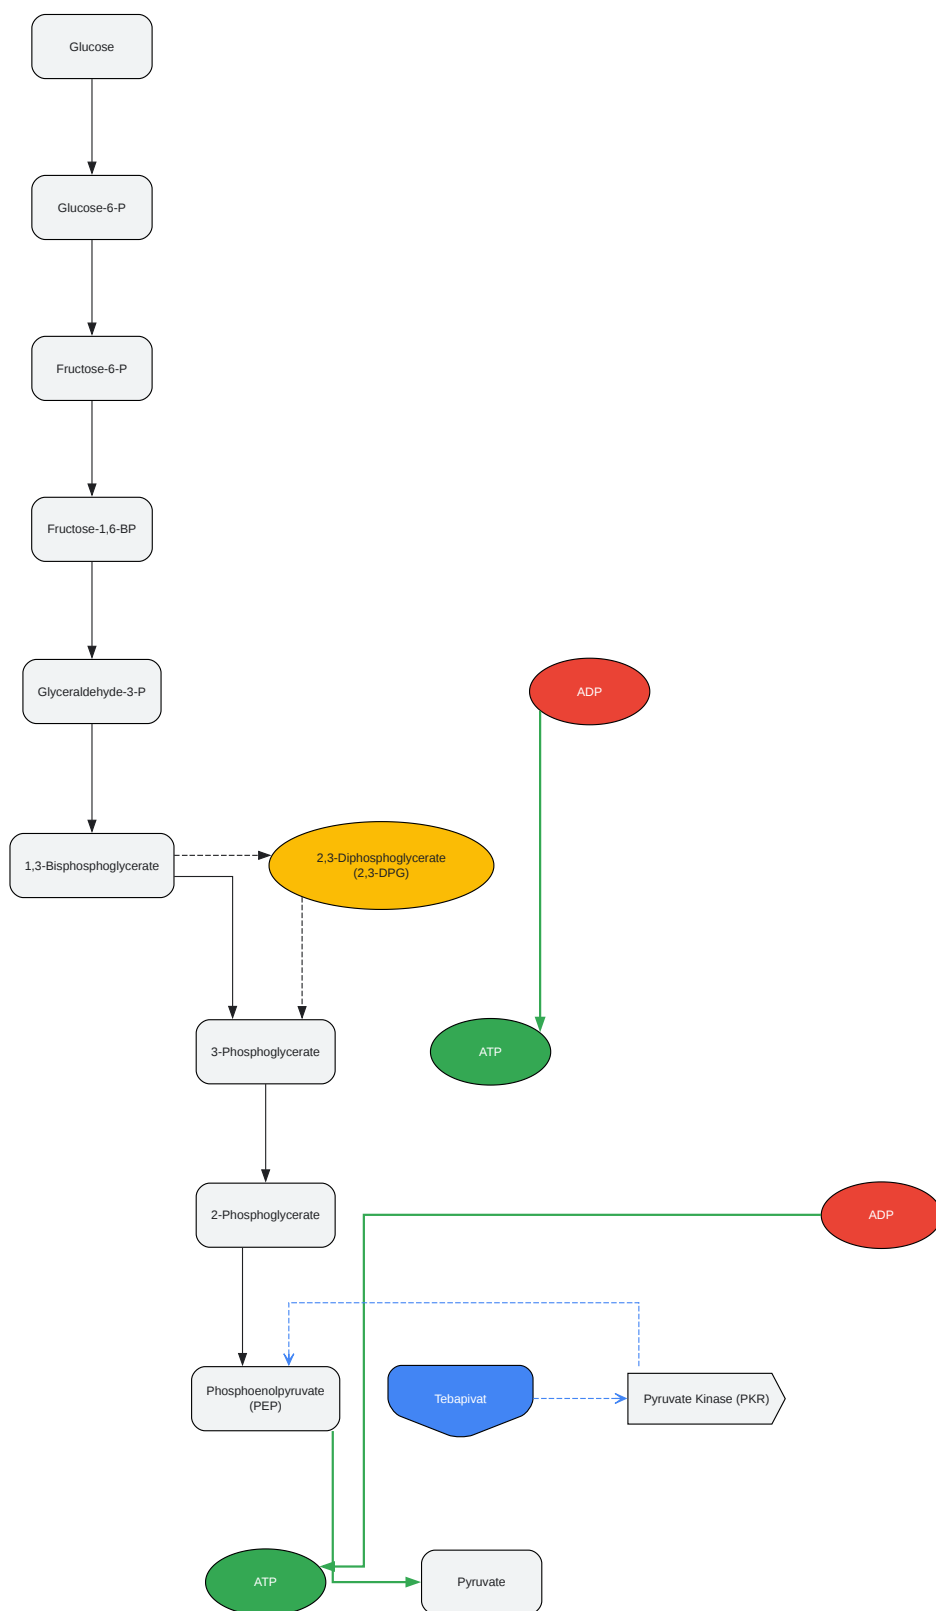 Glucose
Glucose-6-P
Fructose-6-P
Fructose-1,6-BP
Glyceraldehyde-3-P
ADP
1,3-Bisphosphoglycerate
2,3-Diphosphoglycerate
(2,3-DPG)
3-Phosphoglycerate
ATP
2-Phosphoglycerate
ADP
Phosphoenolpyruvate
(PEP)
Tebapivat
Pyruvate Kinase (PKR)
ATP
Pyruvate